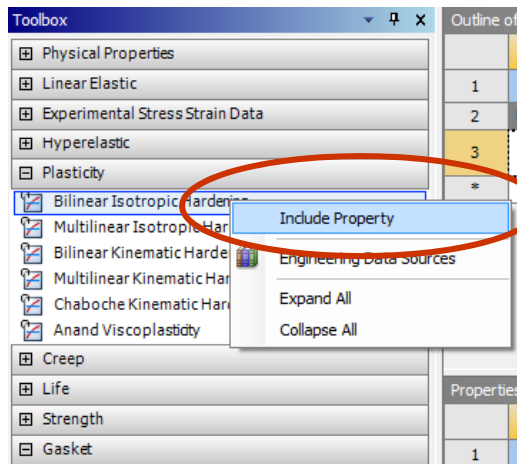 Toolbox
Outline of
Physical Properties
Linear Elastic
1
Experimental Stress Strain Data
2
Hyperelastic
3
Plasticity
*
Bilinear Isotropic Hardening
Include Property
Multilinear Isotropic Har
Bilinear Kinematic Harde
Engineering Data Sources
Multilinear Kinematic Har
Expand All
Chaboche Kinematic Hard
Anand Viscoplasticity
Collapse All
Creep
Life
Properties
Strength
Gasket
1